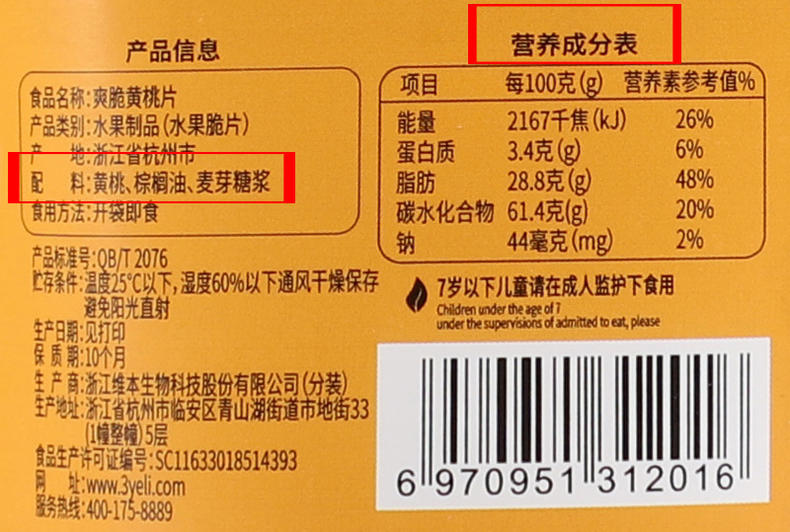 产品信息
食品名称:爽脆黄桃片
产品类别:水果制品(水果脆片)
产 地:浙江省杭州市
配 料:黄桃、棕榈油、麦芽糖浆
食用方法:开袋即食
产品标准号:QB/T 2076
贮存条件:温度25℃以下,湿度60%以下通风干燥保存
避免阳光直射
生产日期:见打印
保 质 期:10个月
生 产 商:浙江维本生物科技股份有限公司(分装)
生产地址:浙江省杭州市临安区青山湖街道市地街33
(1幢整幢)5层
食品生产许可证编号:SC11633018514393
网 址:www.3yeli.com
服务热线:400-175-8889
营养成分表
项目 每100克(g) 营养素参考值%
能量 2167千焦(kJ) 26%
蛋白质 3.4克(g) 6%
脂肪 28.8克(g) 48%
碳水化合物 61.4克(g) 20%
钠 44毫克(mg) 2%
7岁以下儿童请在成人监护下食用
Children under the age of 7
under the supervisions of admitted to eat, please
6 970951 312016